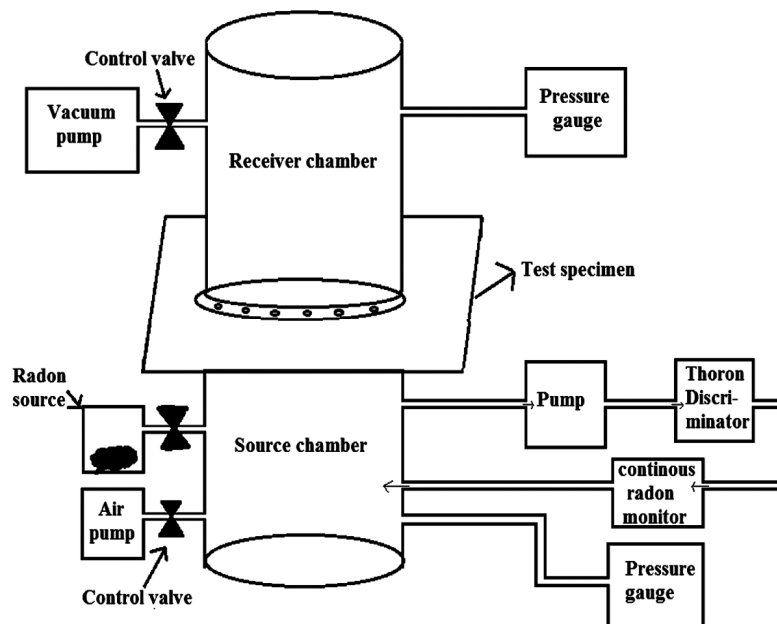 Control valve
Vacuum
pump
Pressure
gauge
Receiver chamber
Test specimen
Radon
source
Pump
Thoron
Discri-
minator
Source chamber
continous
radon
monitor
Air
pump
Control valve
Pressure
gauge